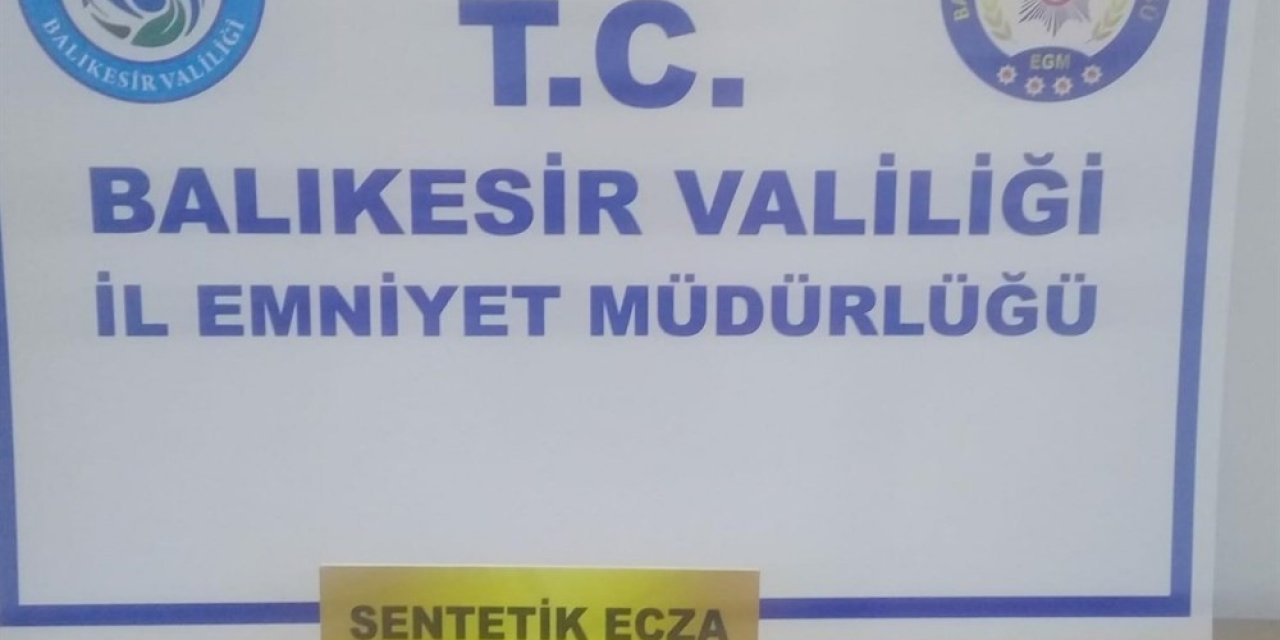 T.C.
BALIKESİR VALİLİĞİ
EGM
BALIKESİR VALİLİĞİ
İL EMNİYET MÜDÜRLÜĞÜ
SENTETİK ECZA